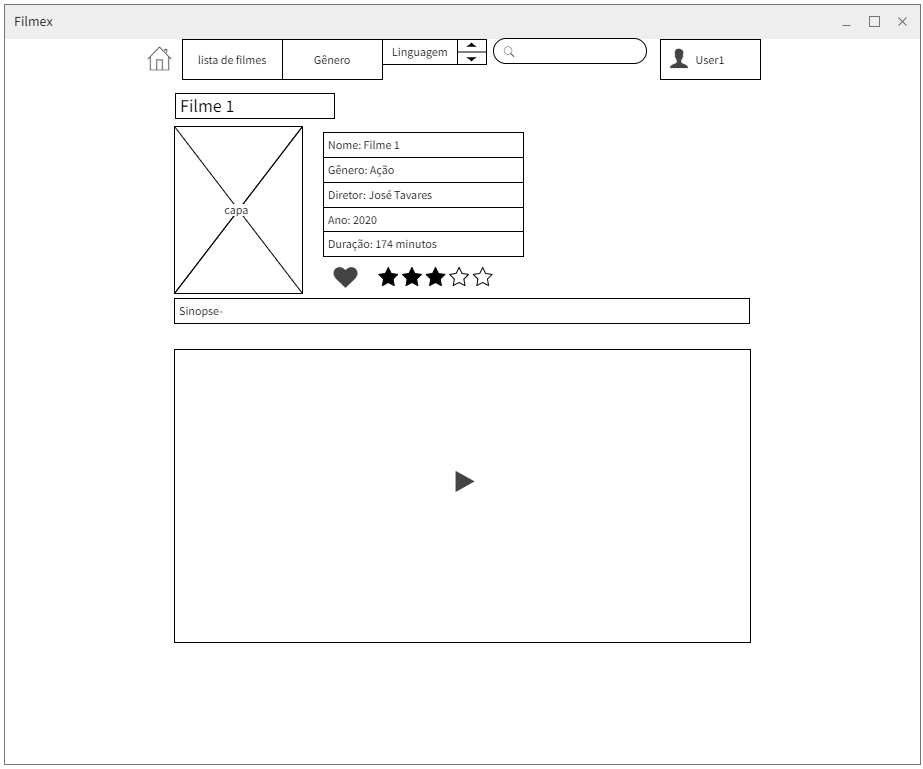 Filmex
lista de filmes
Gênero
Linguagem
User1
Filme 1
capa
Nome: Filme 1
Gênero: Ação
Diretor: José Tavares
Ano: 2020
Duração: 174 minutos
Sinopse-